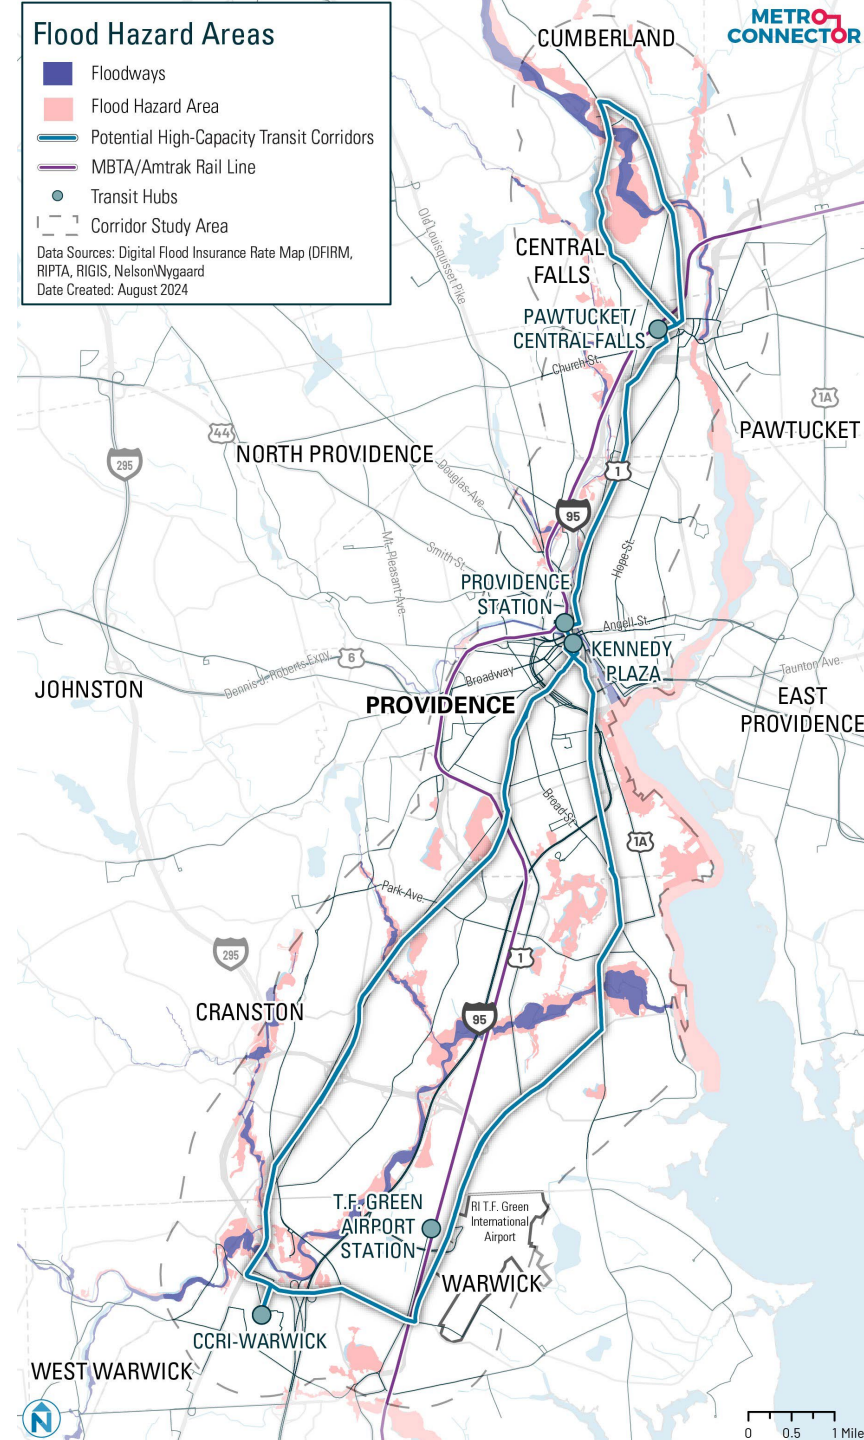 Flood Hazard Areas
Floodways
Flood Hazard Area
Potential High-Capacity Transit Corridors
MBTA/Amtrak Rail Line
Transit Hubs
Corridor Study Area
Data Sources: Digital Flood Insurance Rate Map (DFIRM,
RIPTA, RIGIS, Nelson\Nygaard
Date Created: August 2024
METRO
CONNECTOR
CUMBERLAND
Old Louisquisset Pike
CENTRAL
FALLS
PAWTUCKET/
CENTRAL FALLS
Church St.
1A
PAWTUCKET
44
NORTH PROVIDENCE
295
Douglas Ave.
1
95
Mt. Pleasant Ave.
Smith St.
Hope St.
PROVIDENCE
STATION
Angell St.
KENNEDY
PLAZA
6
Dennis J Roberts Expy
Broadway
Taunton Ave.
JOHNSTON
PROVIDENCE
EAST
PROVIDENCE
Broad St.
1A
Park Ave.
295
1
CRANSTON
95
T.F. GREEN
AIRPORT
STATION
RI T.F. Green
International
Airport
WARWICK
CCRI-WARWICK
WEST WARWICK
N
0 0.5 1 Mile